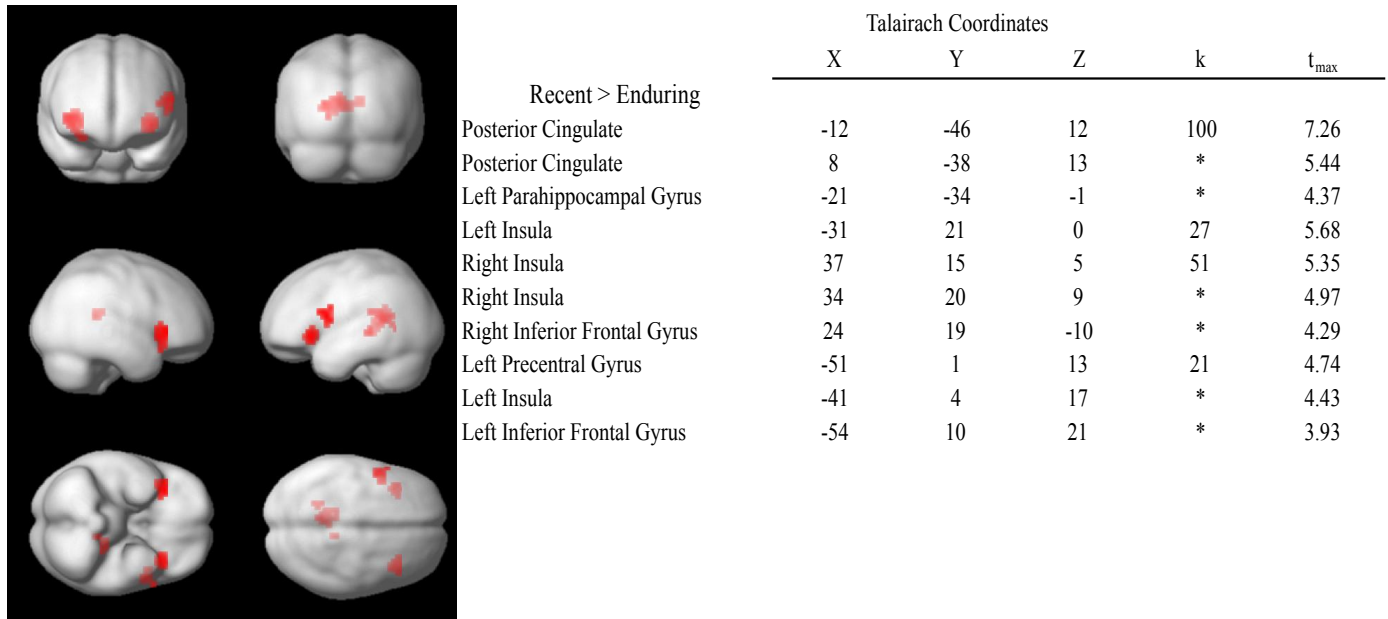 Talairach Coordinates
X Y Z k tmax
Recent > Enduring
Posterior Cingulate -12 -46 12 100 7.26
Posterior Cingulate 8 -38 13 * 5.44
Left Parahippocampal Gyrus -21 -34 -1 * 4.37
Left Insula -31 21 0 27 5.68
Right Insula 37 15 5 51 5.35
Right Insula 34 20 9 * 4.97
Right Inferior Frontal Gyrus 24 19 -10 * 4.29
Left Precentral Gyrus -51 1 13 21 4.74
Left Insula -41 4 17 * 4.43
Left Inferior Frontal Gyrus -54 10 21 * 3.93